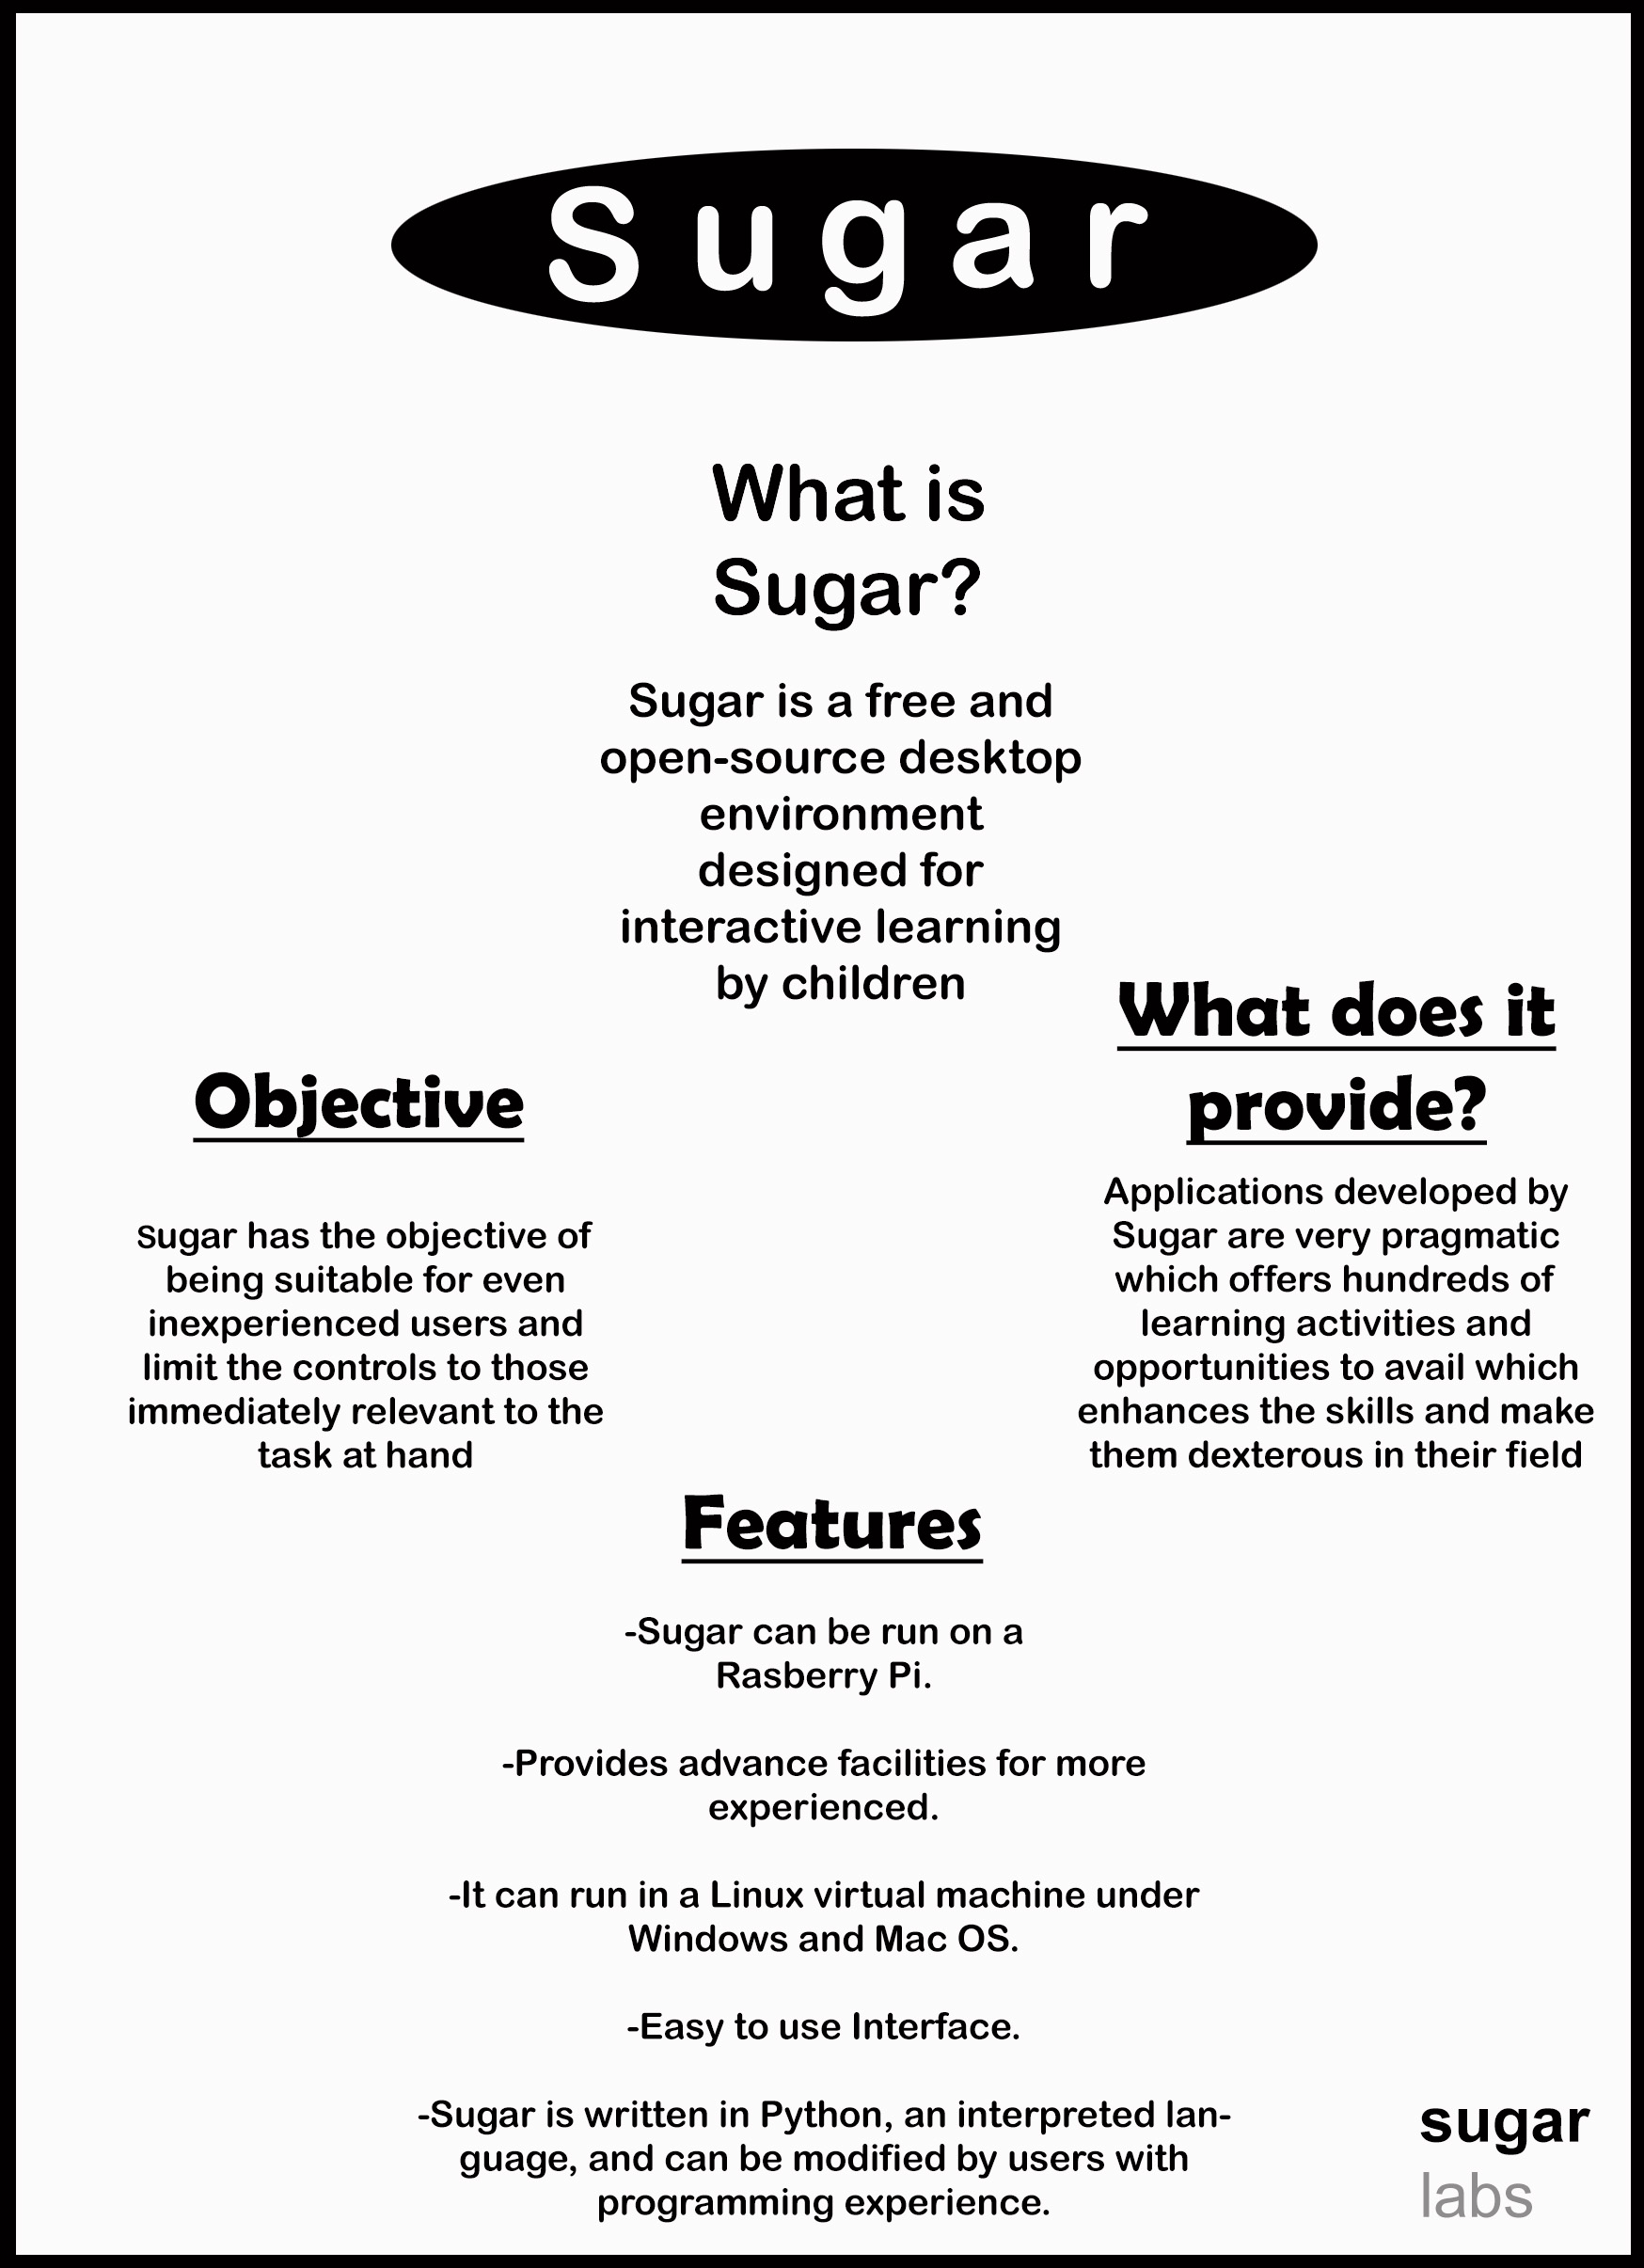 Sugar
What is
Sugar?
Sugar is a free and
open-source desktop
environment
designed for
interactive learning
by children
Objective
Sugar has the objective of
being suitable for even
inexperienced users and
limit the controls to those
immediately relevant to the
task at hand
What does it
provide?
Applications developed by
Sugar are very pragmatic
which offers hundreds of
learning activities and
opportunities to avail which
enhances the skills and make
them dexterous in their field
Features
-Sugar can be run on a
Rasberry Pi.
-Provides advance facilities for more
experienced.
-It can run in a Linux virtual machine under
Windows and Mac OS.
-Easy to use Interface.
-Sugar is written in Python, an interpreted lan-
guage, and can be modified by users with
programming experience.
sugar
labs